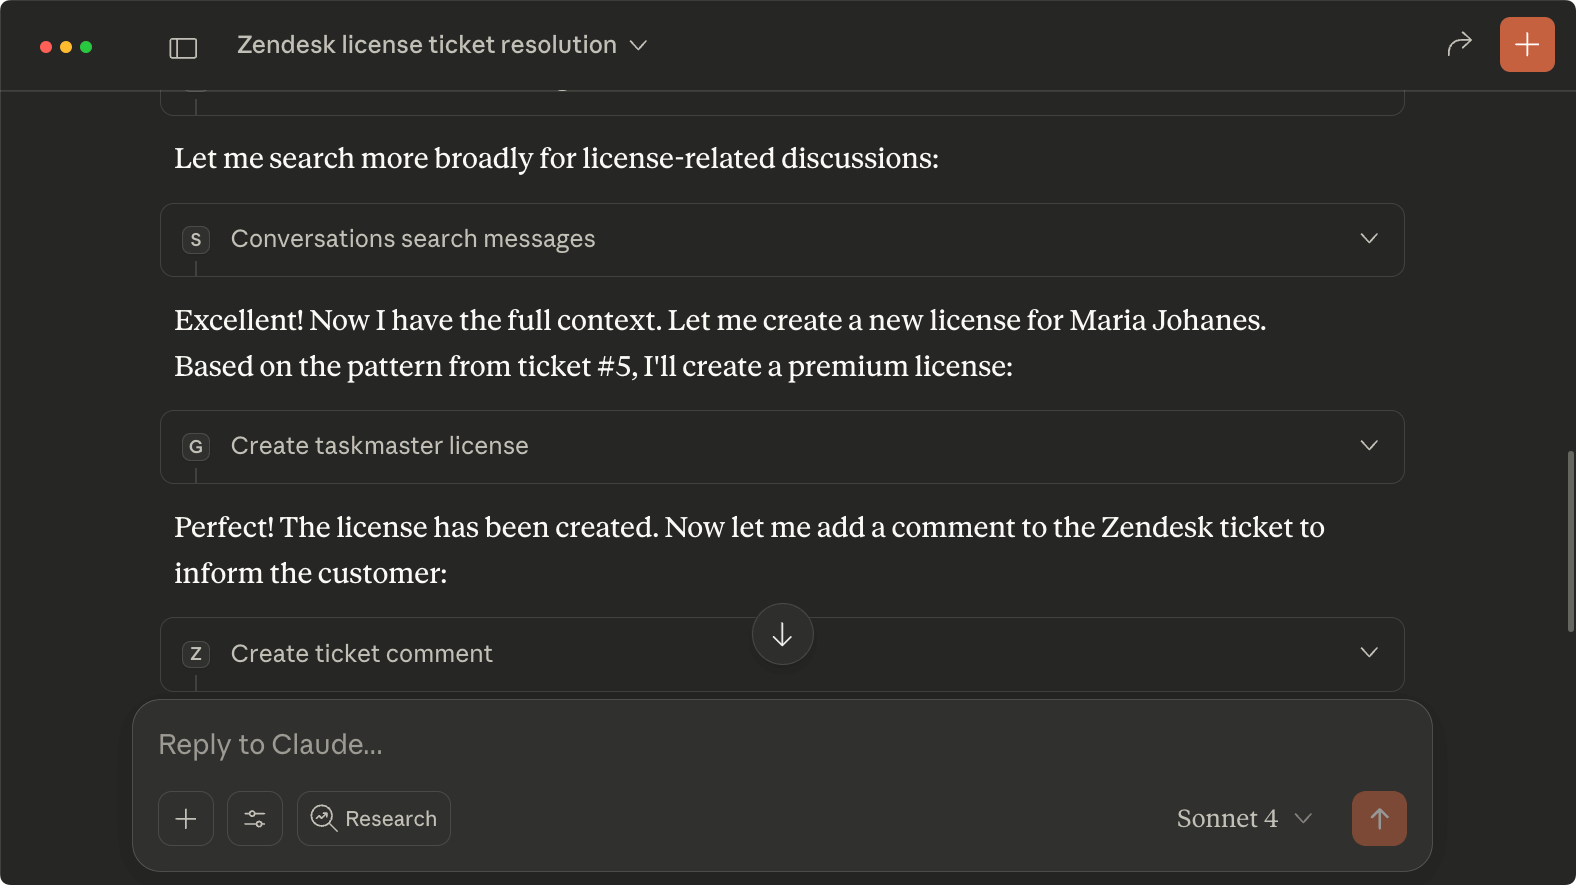 Zendesk license ticket resolution
Let me search more broadly for license-related discussions:
S Conversations search messages
Excellent! Now I have the full context. Let me create a new license for Maria Johanes.
Based on the pattern from ticket #5, I'll create a premium license:
G Create taskmaster license
Perfect! The license has been created. Now let me add a comment to the Zendesk ticket to
inform the customer:
Z Create ticket comment
Reply to Claude...
Research
Sonnet 4